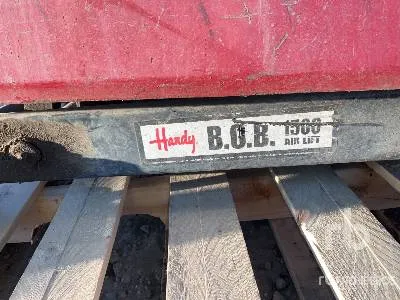 Handy B.O.B. 1500
AIR LIFT